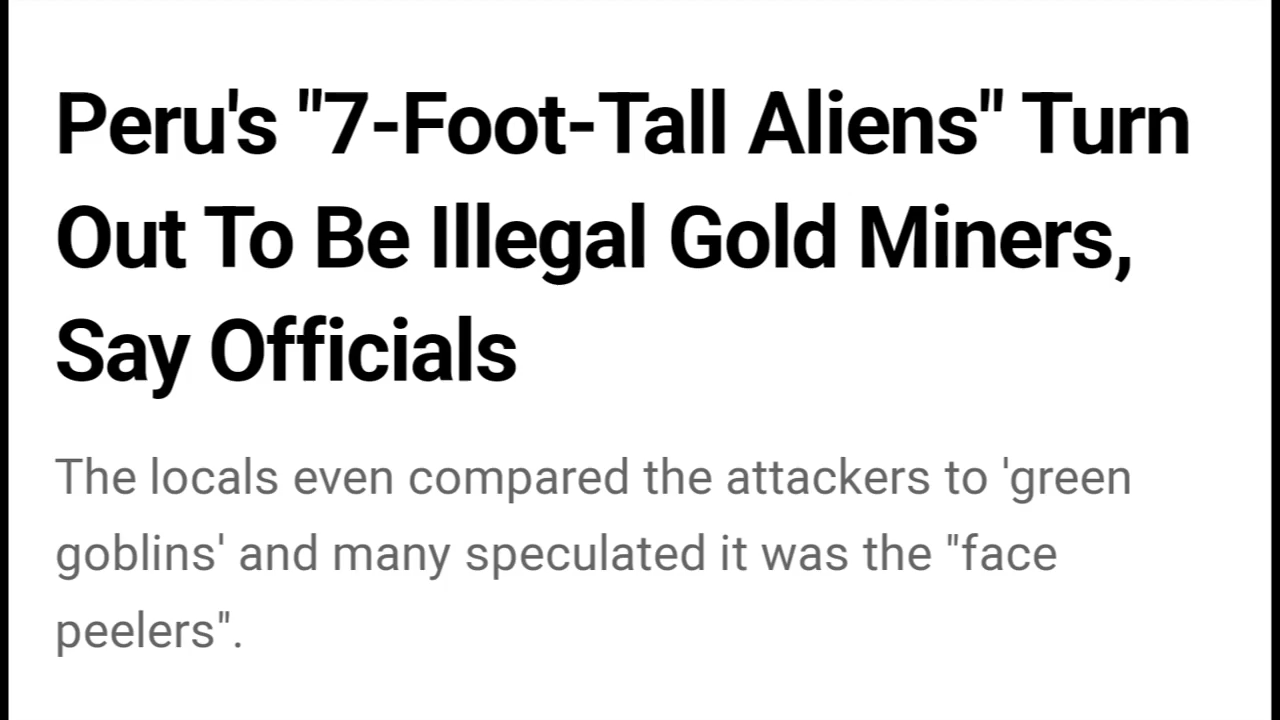 Peru's "7-Foot-Tall Aliens" Turn
Out To Be Illegal Gold Miners,
Say Officials
The locals even compared the attackers to 'green
goblins' and many speculated it was the "face
peelers".